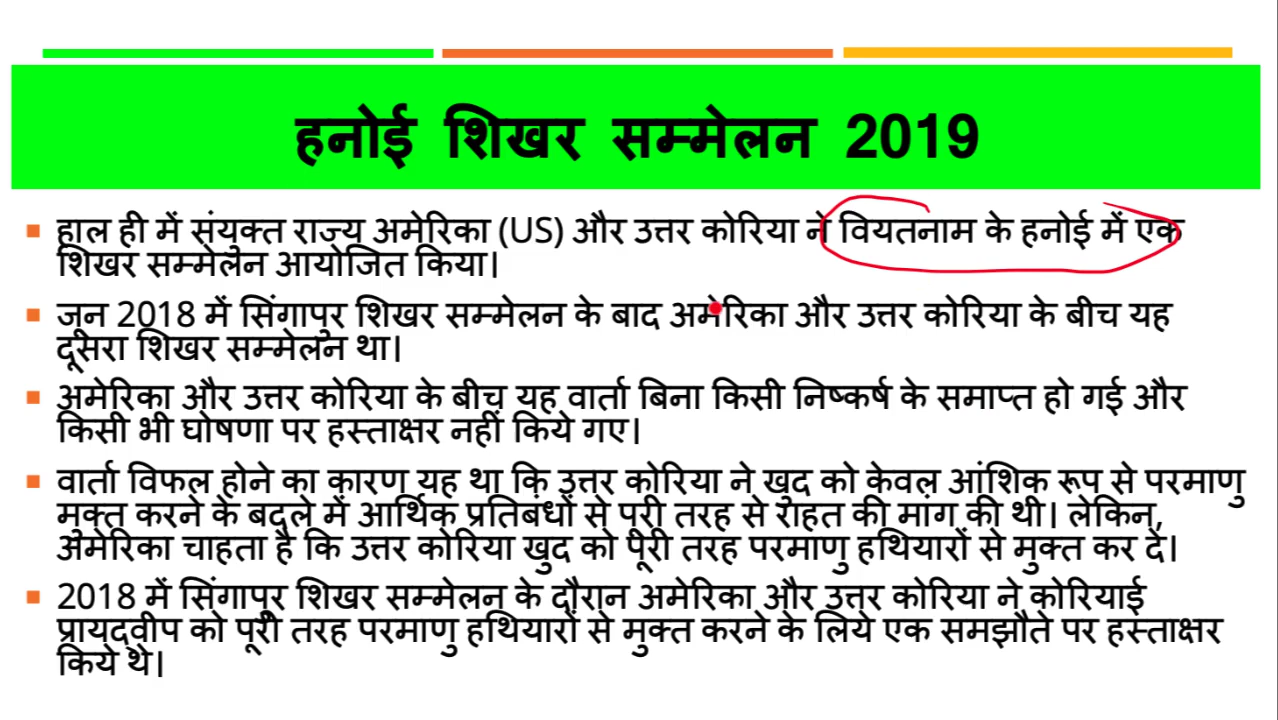 हनोई शिखर सम्मेलन 2019
हाल ही में संयुक्त राज्य अमेरिका (US) और उत्तर कोरिया ने वियतनाम के हनोई में एक
शिखर सम्मेलन आयोजित किया।
जून 2018 में सिंगापुर शिखर सम्मेलन के बाद अमेरिका और उत्तर कोरिया के बीच यह
दूसरा शिखर सम्मेलन था।
अमेरिका और उत्तर कोरिया के बीच यह वार्ता बिना किसी निष्कर्ष के समाप्त हो गई और
किसी भी घोषणा पर हस्ताक्षर नहीं किये गए।
वार्ता विफल होने का कारण यह था कि उत्तर कोरिया ने खुद को केवल आंशिक रूप से परमाणु
मुक्त करने के बदले में आर्थिक प्रतिबंधों से पूरी तरह से राहत की मांग की थी। लेकिन,
अमेरिका चाहता है कि उत्तर कोरिया खुद को पूरी तरह परमाणु हथियारों से मुक्त कर दे।
2018 में सिंगापुर शिखर सम्मेलन के दौरान अमेरिका और उत्तर कोरिया ने कोरियाई
प्रायद्वीप को पूरी तरह परमाणु हथियारों से मुक्त करने के लिये एक समझौते पर हस्ताक्षर
किये थे।